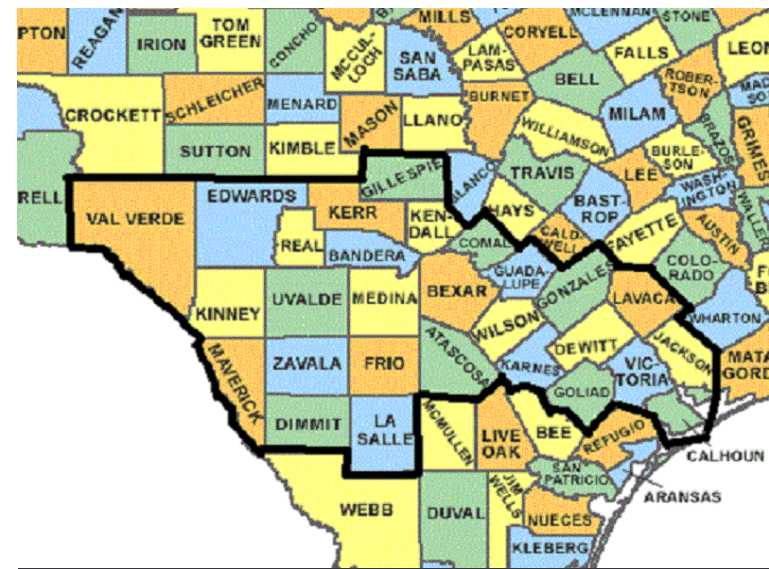 REAGAN
MILLS
MCLENNAN
STONE
PTON
IRION
TOM
GREEN
CONCHO
MCCUL-
LOCH
SAN
SABA
LAM-
PASAS
CORYELL
FALLS
LEON
BELL
ROBER-
TSON
MAD
CROCKETT
SCHLEICHER
MENARD
MASON
LLANO
BURNET
WILLIAMSON
MILAM
BRAZOS
GRIMES
SUTTON
KIMBLE
BURLE-
SON
RELL
VAL VERDE
EDWARDS
GILLESPIE
BLANCO
TRAVIS
LEE
WASH-
INGTON
WALLER
KERR
KEN-
DALL
HAYS
BAST-
ROP
AUSTIN
REAL
BANDERA
COMAL
CALD-
WELL
FAYETTE
COLO-
RADO
F
B
KINNEY
UVALDE
MEDINA
BEXAR
GUADA-
LUPE
GONZALES
LAVACA
WHARTON
WILSON
DEWITT
JACKSON
MATA
GORD
MAVERICK
ZAVALA
FRIO
ATASCOSA
KARNES
VIC-
TORIA
GOLIAD
DIMMIT
LA
SALLE
MCMULLEN
LIVE
OAK
BEE
REFUGIO
CALHOUN
SAN
PATRICIO
ARANSAS
WEBB
DUVAL
JIM
WELLS
NUECES
KLEBERG